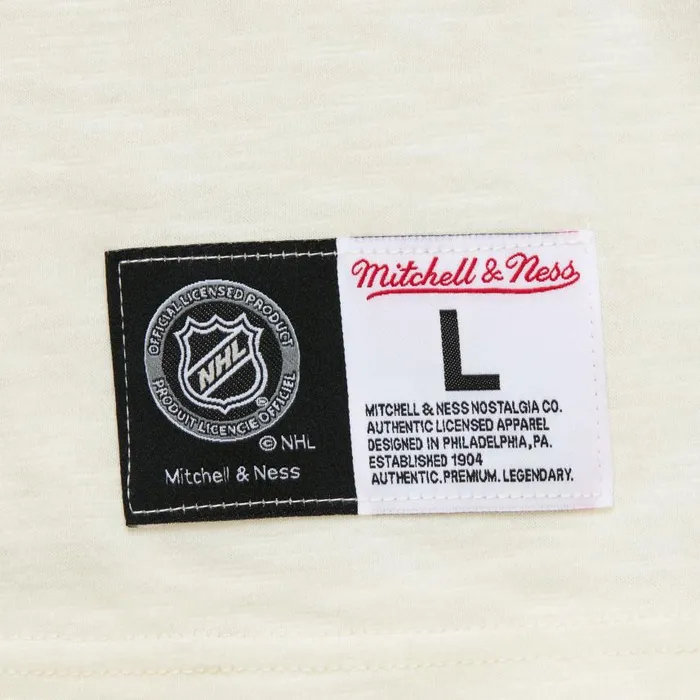 OFFICIAL LICENSED PRODUCT
NHL
PRODUIT LICENCIÉ OFFICIEL
© NHL
Mitchell & Ness
Mitchell & Ness
L
MITCHELL & NESS NOSTALGIA CO.
AUTHENTIC LICENSED APPAREL
DESIGNED IN PHILADELPHIA, PA.
ESTABLISHED 1904
AUTHENTIC. PREMIUM. LEGENDARY.